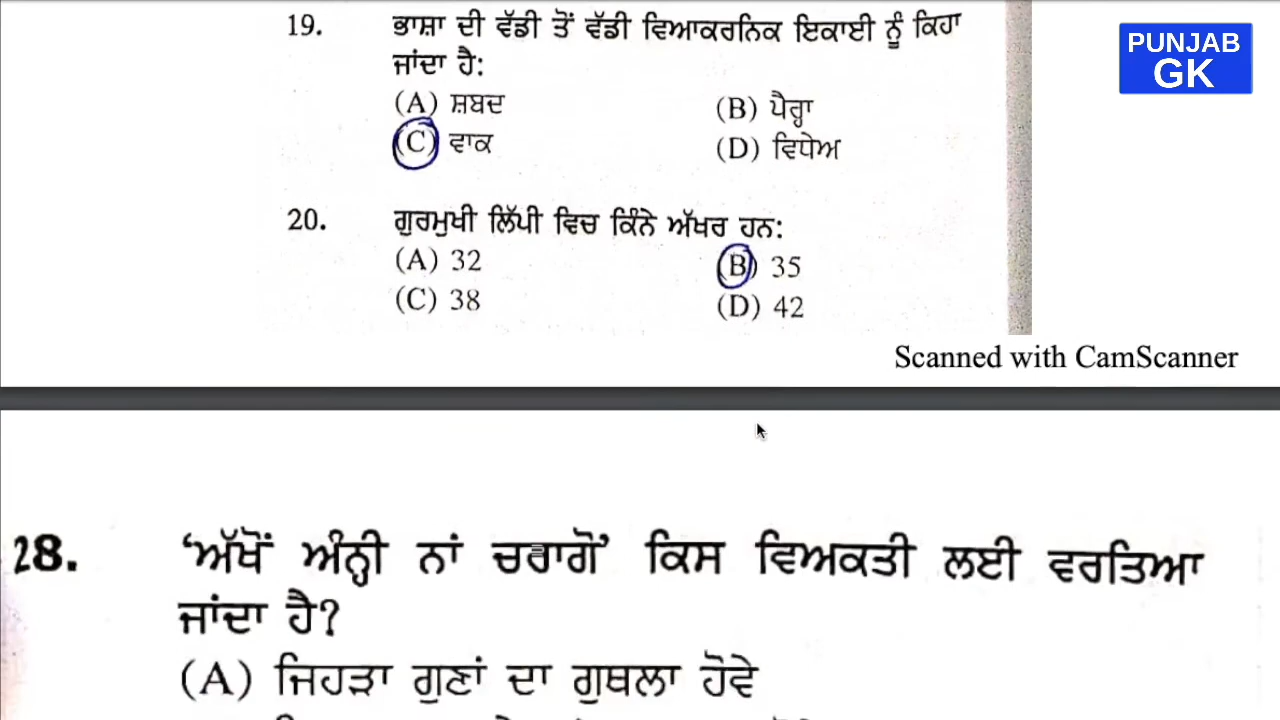 19. ਭਾਸ਼ਾ ਦੀ ਵੱਡੀ ਤੋਂ ਵੱਡੀ ਵਿਆਕਰਨਿਕ ਇਕਾਈ ਨੂੰ ਕਿਹਾ
ਜਾਂਦਾ ਹੈ:
(A) ਸ਼ਬਦ (B) ਪੈਰ੍ਹਾ
(C) ਵਾਕ (D) ਵਿਧੇਅ
20. ਗੁਰਮੁਖੀ ਲਿੱਪੀ ਵਿਚ ਕਿੰਨੇ ਅੱਖਰ ਹਨ:
(A) 32 (B) 35
(C) 38 (D) 42
PUNJAB
GK
Scanned with CamScanner
28. ‘ਅੱਖੋਂ ਅੰਨ੍ਹੀ ਨਾਂ ਚਰਾਗੋਂ’ ਕਿਸ ਵਿਅਕਤੀ ਲਈ ਵਰਤਿਆ
ਜਾਂਦਾ ਹੈ?
(A) ਜਿਹੜਾ ਗੁਣਾਂ ਦਾ ਗੁਥਲਾ ਹੋਵੇ